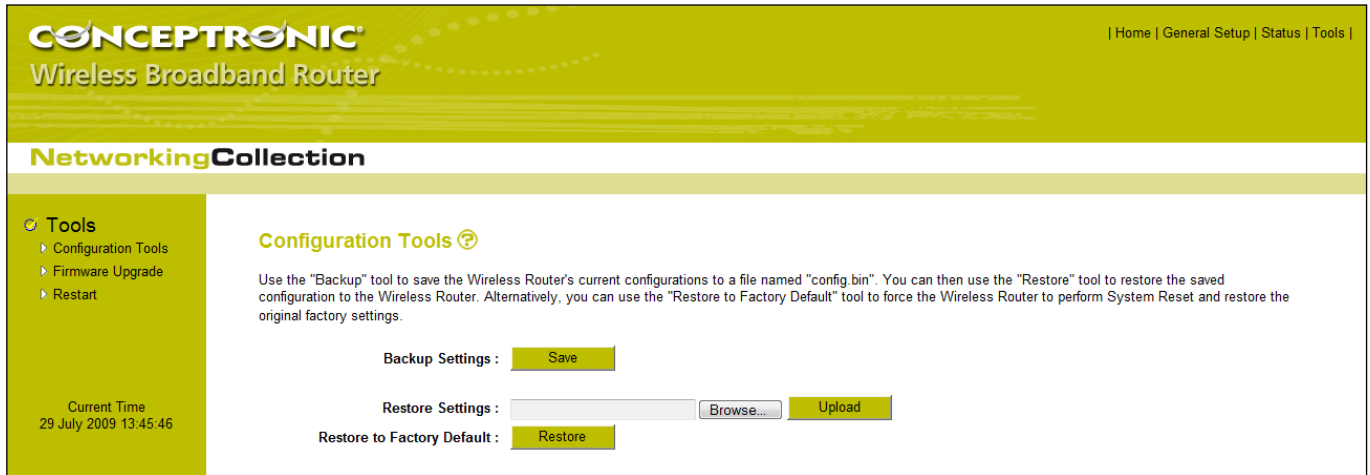 CONCEPTRONIC
| Home | General Setup | Status | Tools |
Wireless Broadband Router
NetworkingCollection
Tools
Configuration Tools
Firmware Upgrade
Restart
Current Time
29 July 2009 13:45:46
Configuration Tools
Use the "Backup" tool to save the Wireless Router's current configurations to a file named "config.bin". You can then use the "Restore" tool to restore the saved
configuration to the Wireless Router. Alternatively, you can use the "Restore to Factory Default" tool to force the Wireless Router to perform System Reset and restore the
original factory settings.
Backup Settings : Save
Restore Settings : Browse... Upload
Restore to Factory Default : Restore